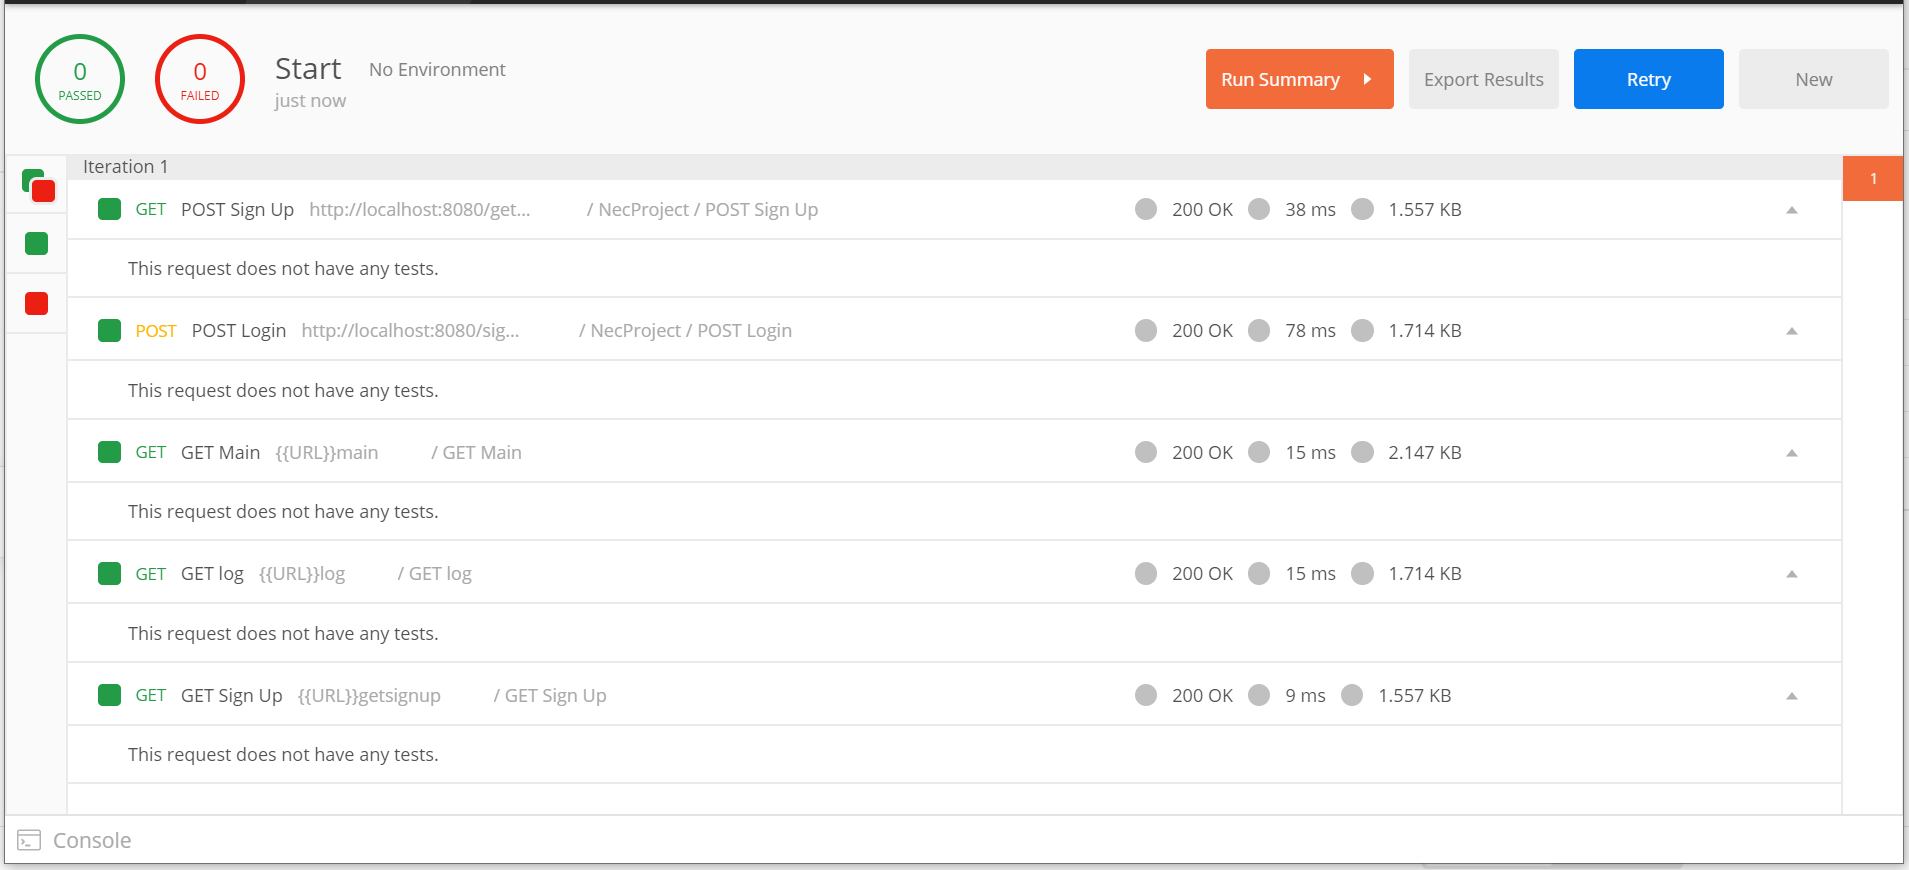 0
PASSED
0
FAILED
Start No Environment
just now
Run Summary
Export Results
Retry
New
Iteration 1
1
GET POST Sign Up http://localhost:8080/get... / NecProject / POST Sign Up 200 OK 38 ms 1.557 KB
This request does not have any tests.
POST POST Login http://localhost:8080/sig... / NecProject / POST Login 200 OK 78 ms 1.714 KB
This request does not have any tests.
GET GET Main {{URL}}main / GET Main 200 OK 15 ms 2.147 KB
This request does not have any tests.
GET GET log {{URL}}log / GET log 200 OK 15 ms 1.714 KB
This request does not have any tests.
GET GET Sign Up {{URL}}getsignup / GET Sign Up 200 OK 9 ms 1.557 KB
This request does not have any tests.
Console